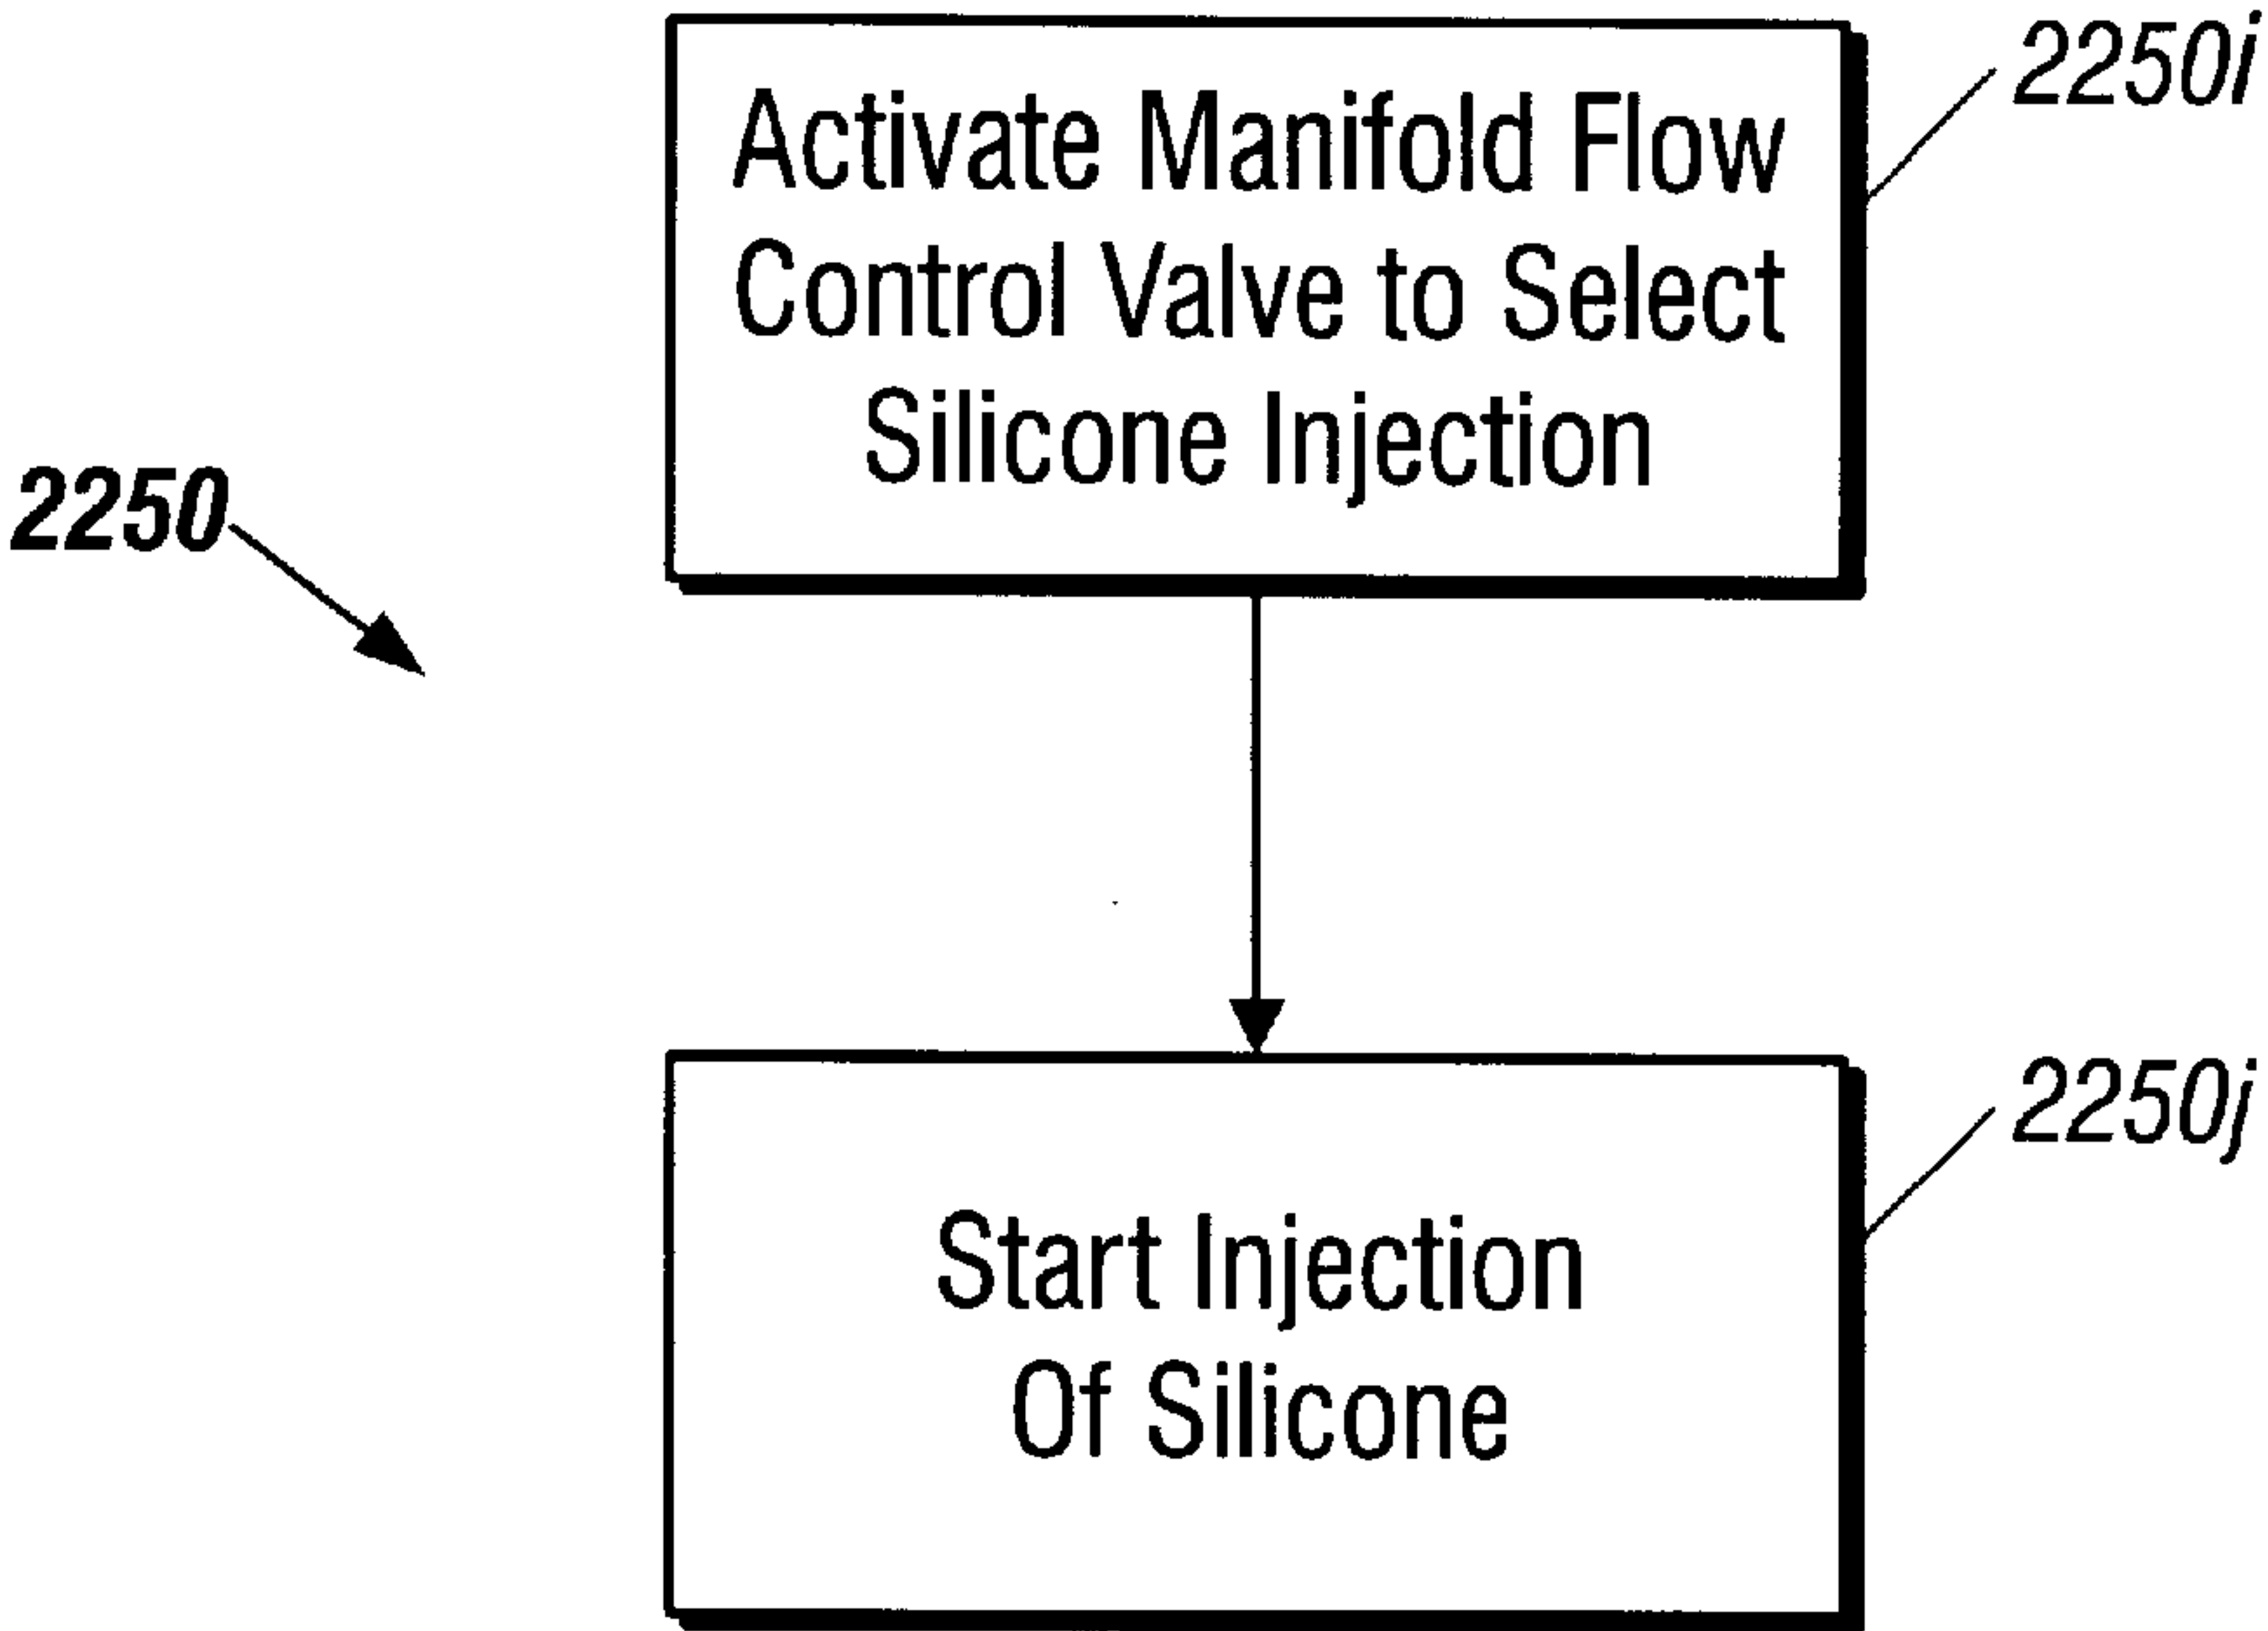 2250i
Activate Manifold Flow
Control Valve to Select
Silicone Injection
2250
2250j
Start Injection
Of Silicone